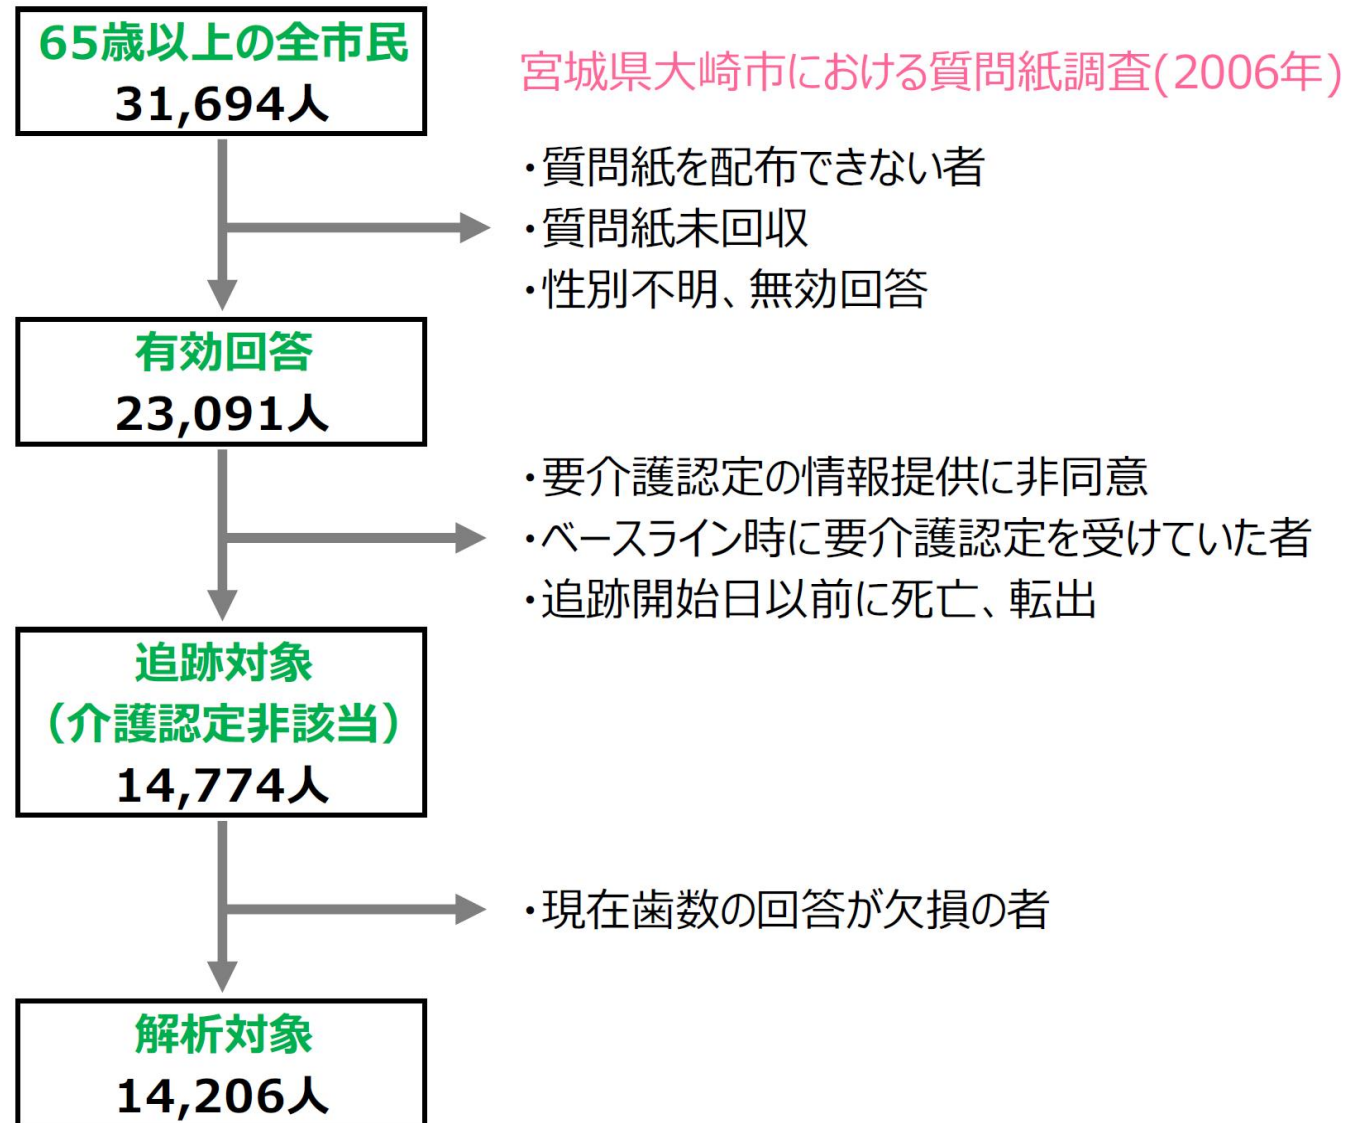 65歳以上の全市民
31,694人
宮城県大崎市における質問紙調査(2006年)
・質問紙を配布できない者
・質問紙未回収
・性別不明、無効回答
有効回答
23,091人
・要介護認定の情報提供に非同意
・ベースライン時に要介護認定を受けていた者
・追跡開始日以前に死亡、転出
追跡対象
（介護認定非該当）
14,774人
・現在歯数の回答が欠損の者
解析対象
14,206人